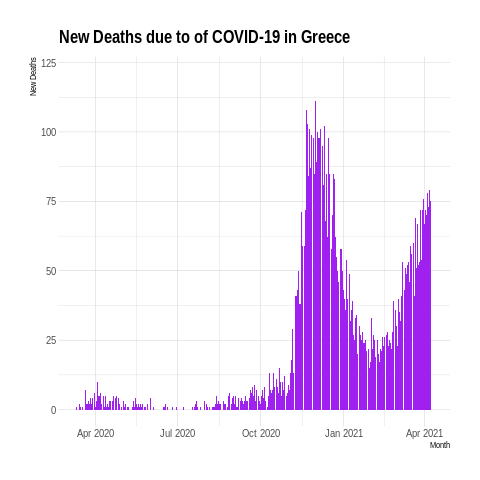 New Deaths due to of COVID-19 in Greece
New Deaths
125
100
75
50
25
0
Apr 2020 Jul 2020 Oct 2020 Jan 2021 Apr 2021
Month